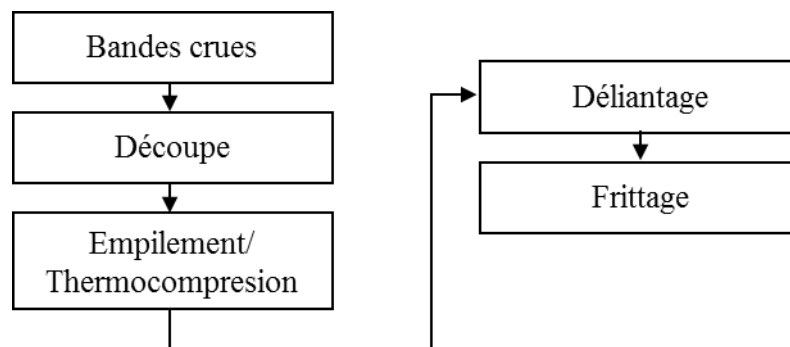 Bandes crues
Découpe
Empilement/
Thermocompresion
Déliantage
Frittage